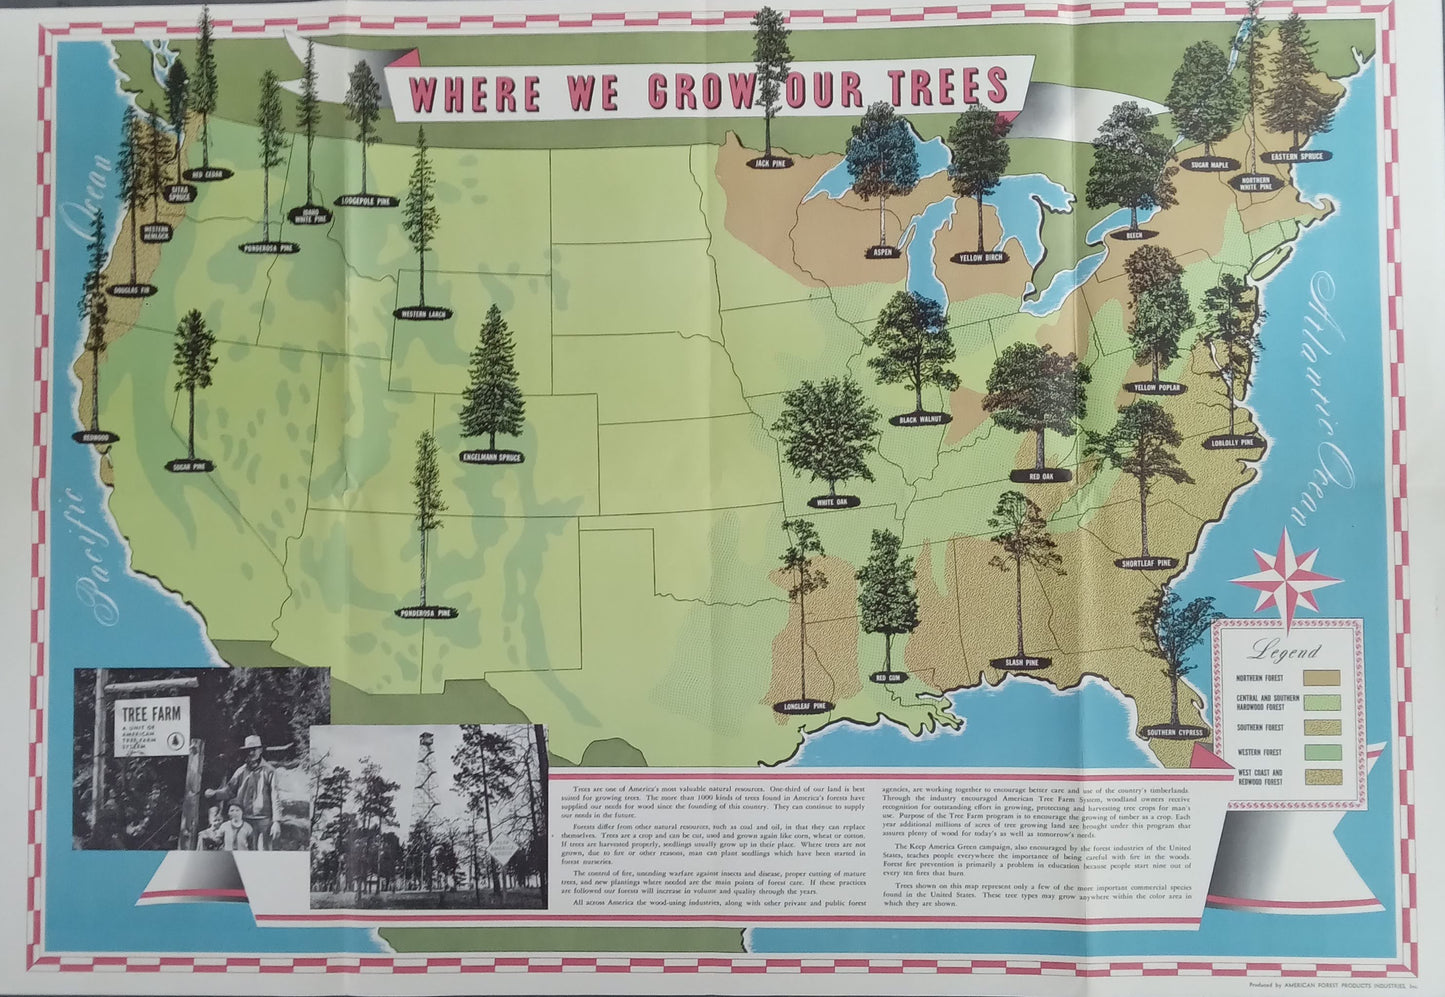 WHERE WE GROW OUR TREES
JACK PINE
RED CEDAR
SITKA
SPRUCE
WESTERN
HEMLOCK
DOUGLAS FIR
PONDEROSA PINE
IDAHO
WHITE PINE
LODGEPOLE PINE
WESTERN LARCH
ENGELMANN SPRUCE
REDWOOD
SUGAR PINE
PONDEROSA PINE
ASPEN
YELLOW BIRCH
BEECH
SUGAR MAPLE
NORTHERN
WHITE PINE
EASTERN SPRUCE
YELLOW POPLAR
BLACK WALNUT
LOBLOLLY PINE
RED OAK
WHITE OAK
SHORTLEAF PINE
SLASH PINE
RED GUM
LONGLEAF PINE
SOUTHERN CYPRESS
Pacific
Ocean
Atlantic Ocean
Legend
NORTHERN FOREST
CENTRAL AND SOUTHERN
HARDWOOD FOREST
SOUTHERN FOREST
WESTERN FOREST
WEST COAST AND
REDWOOD FOREST
TREE FARM
A UNIT OF
AMERICAN
TREE FARM
SYSTEM
Trees are one of America's most valuable natural resources. One-third of our land is best
suited for growing trees. The more than 1000 kinds of trees found in America's forests have
supplied our needs for wood since the founding of this country. They can continue to supply
our needs in the future.
Forests differ from other natural resources, such as coal and oil, in that they can replace
themselves. Trees are a crop and can be cut, used and grown again like corn, wheat or cotton.
If trees are harvested properly, seedlings usually grow up in their place. Where trees are not
grown, due to fire or other reasons, man can plant seedlings which have been started in
forest nurseries.
The control of fire, unending warfare against insects and disease, proper cutting of mature
trees, and new plantings where needed are the main points of forest care. If these practices
are followed our forests will increase in volume and quality through the years.
All across America the wood-using industries, along with other private and public forest
agencies, are working together to encourage better care and use of the country's timberlands.
Through the industry encouraged American Tree Farm System, woodland owners receive
recognition for outstanding effort in growing, protecting and harvesting tree crops for man's
use. Purpose of the Tree Farm program is to encourage the growing of timber as a crop. Each
year additional millions of acres of tree growing land are brought under this program that
assures plenty of wood for today's as well as tomorrow's needs.
The Keep America Green campaign, also encouraged by the forest industries of the United
States, teaches people everywhere the importance of being careful with fire in the woods.
Forest fire prevention is primarily a problem in education because people start nine out of
every ten fires that burn.
Trees shown on this map represent only a few of the more important commercial species
found in the United States. These tree types may grow anywhere within the color area in
which they are shown.
Produced by AMERICAN FOREST PRODUCTS INDUSTRIES, Inc.